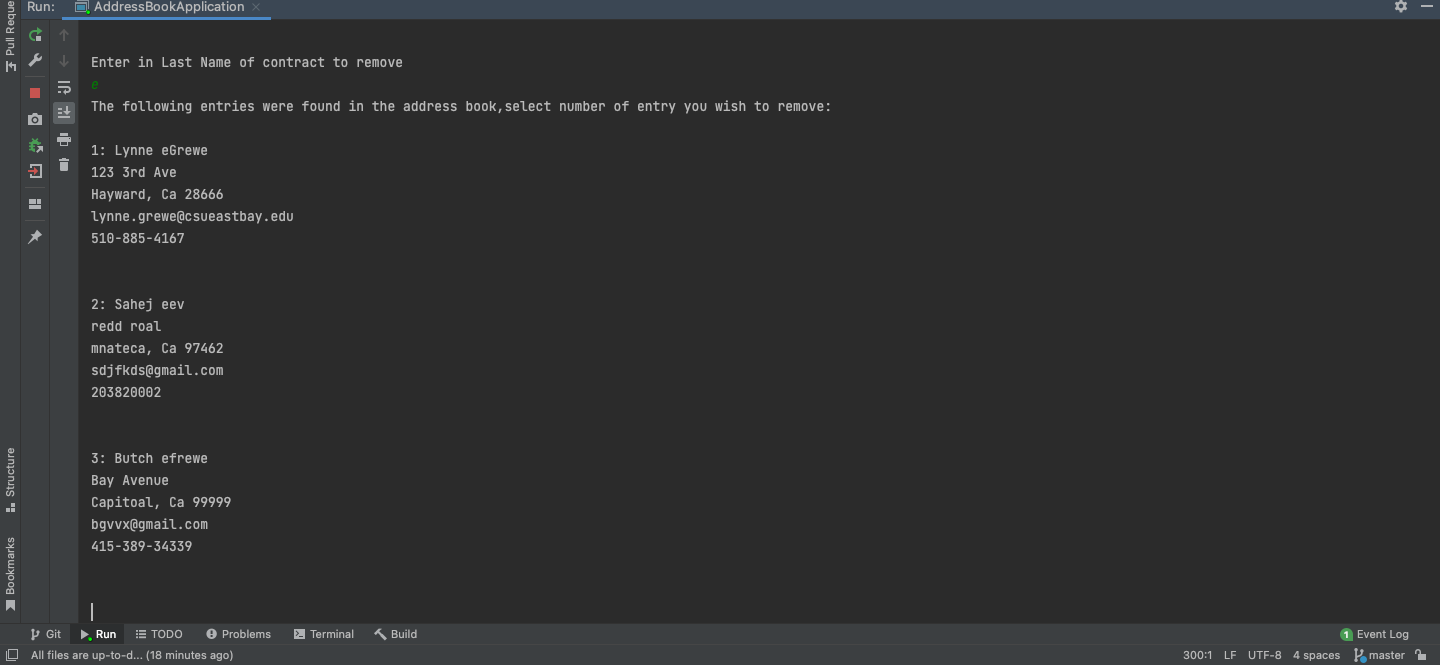 Run: AddressBookApplication
Pull Reque
Enter in Last Name of contract to remove
e
The following entries were found in the address book,select number of entry you wish to remove:
1: Lynne eGrewe
123 3rd Ave
Hayward, Ca 28666
lynne.grewe@csueastbay.edu
510-885-4167
2: Sahej eev
redd roal
mnateca, Ca 97462
sdjfkds@gmail.com
203820002
3: Butch efrewe
Bay Avenue
Capitoal, Ca 99999
bgvvx@gmail.com
415-389-34339
Structure
Bookmarks
Git Run TODO Problems Terminal Build 1 Event Log
All files are up-to-d... (18 minutes ago) 300:1 LF UTF-8 4 spaces master